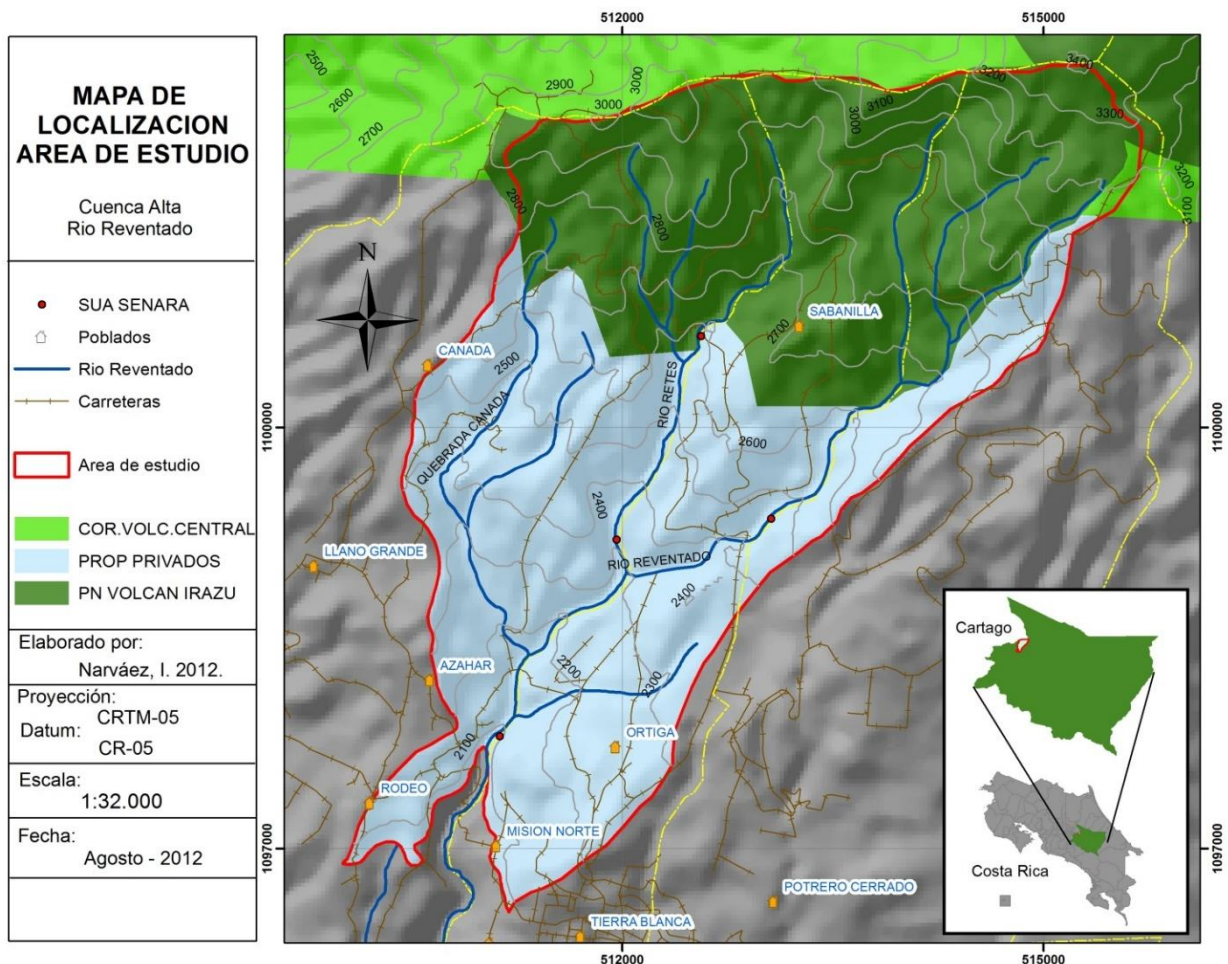 MAPA DE
LOCALIZACION
AREA DE ESTUDIO
Cuenca Alta
Rio Reventado
SUA SENARA
Poblados
Rio Reventado
Carreteras
Area de estudio
COR.VOLC.CENTRAL
PROP PRIVADOS
PN VOLCAN IRAZU
Elaborado por:
Narváez, I. 2012.
Proyección:
CRTM-05
Datum:
CR-05
Escala:
1:32.000
Fecha:
Agosto - 2012
512000
515000
2500
2600
2700
2900
3000
3000
3100
3000
3200
3400
3300
3200
3100
2800
2800
N
SABANILLA
2700
CANADA
2500
RIO RETES
QUEBRADA CANADA
1100000
1100000
2600
2400
LLANO GRANDE
RIO REVENTADO
2400
2200
2300
AZAHAR
ORTIGA
2100
RODEO
MISION NORTE
1097000
1097000
POTRERO CERRADO
TIERRA BLANCA
Cartago
Costa Rica
512000
515000